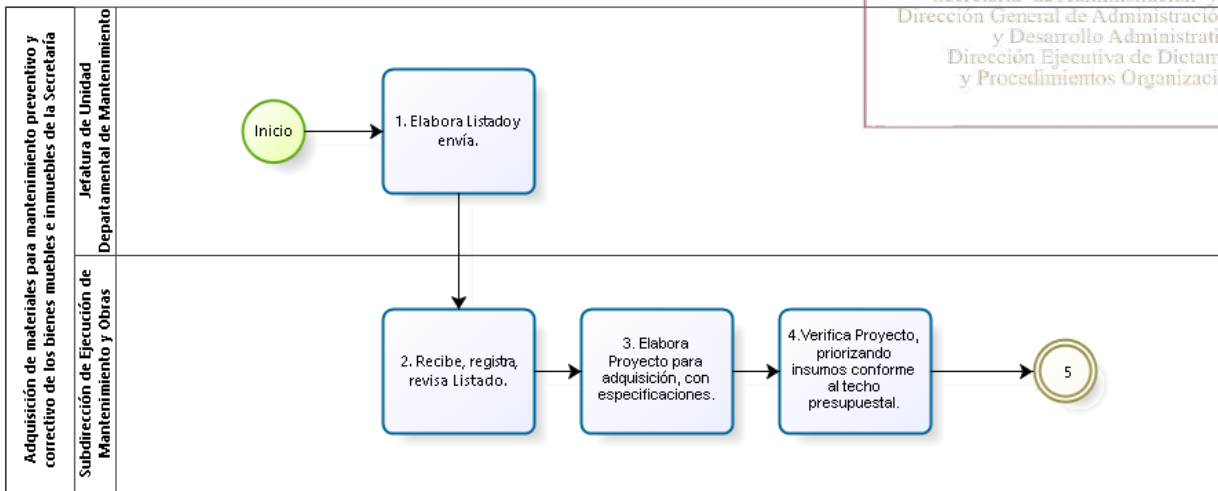 Dirección General de Administració
y Desarrollo Administrati
Dirección Ejecutiva de Dictam
y Procedimientos Organizaci
Adquisición de materiales para mantenimiento preventivo y
correctivo de los bienes muebles e inmuebles de la Secretaría
Jefatura de Unidad
Departamental de Mantenimiento
Inicio
1. Elabora Listado y
envía.
Subdirección de Ejecución de
Mantenimiento y Obras
2. Recibe, registra,
revisa Listado.
3. Elabora
Proyecto para
adquisición, con
especificaciones.
4.Verifica Proyecto,
priorizando
insumos conforme
al techo
presupuestal.
5